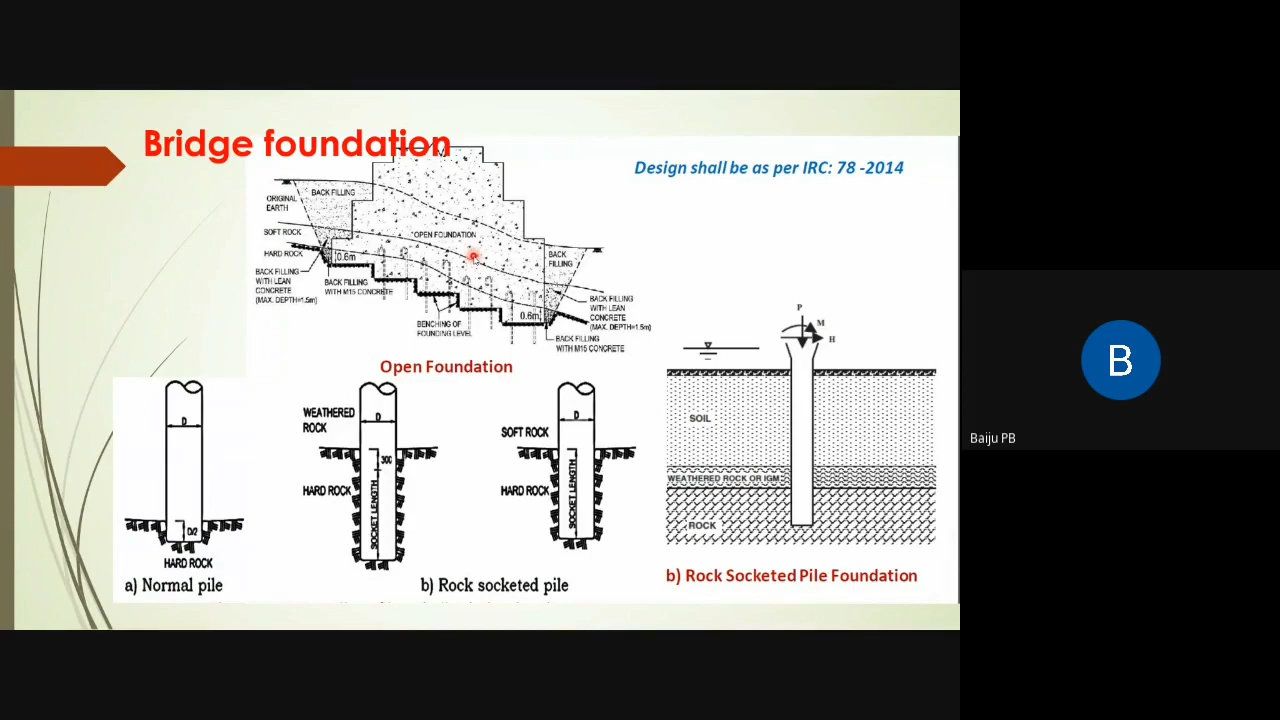 Bridge foundation
Design shall be as per IRC: 78 -2014
BACK FILLING
ORIGINAL
EARTH
SOFT ROCK
OPEN FOUNDATION
HARD ROCK
0.6m
BACK
FILLING
BACK FILLING
WITH LEAN
CONCRETE
(MAX. DEPTH=1.5m)
BACK FILLING
WITH M15 CONCRETE
BENCHING OF
FOUNDING LEVEL
0.6m
BACK FILLING
WITH LEAN
CONCRETE
(MAX. DEPTH=1.5m)
BACK FILLING
WITH M15 CONCRETE
Open Foundation
D
D/2
HARD ROCK
a) Normal pile
WEATHERED
ROCK
D
300
HARD ROCK
SOCKET LENGTH
SOFT ROCK
D
HARD ROCK
SOCKET LENGTH
b) Rock socketed pile
P
M
H
SOIL
WEATHERED ROCK OR IGM
ROCK
b) Rock Socketed Pile Foundation
B
Baiju PB